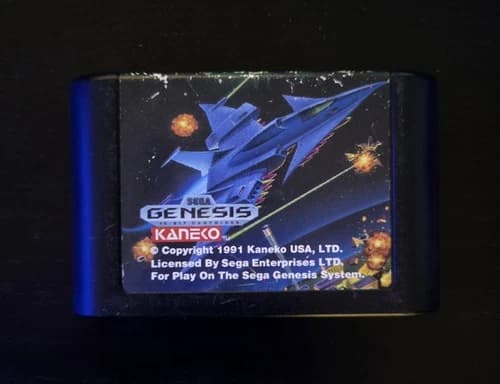 SEGA
GENESIS
16-BIT CARTRIDGE
KANEKO
© Copyright 1991 Kaneko USA, LTD.
Licensed By Sega Enterprises LTD.
For Play On The Sega Genesis System.